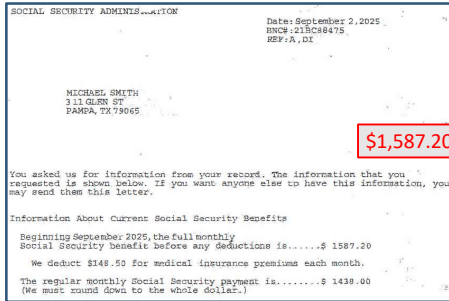 SOCIAL SECURITY ADMINISTRATION
Date: September 2, 2025
BNC#: 21BC88475
REF: A, DI
MICHAEL SMITH
311 GLEN ST
PAMPA, TX 79065
$1,587.20
You asked us for information from your record. The information that you
requested is shown below. If you want anyone else to have this information, you
may send them this letter.
Information About Current Social Security Benefits
Beginning September 2025, the full monthly
Social Security benefit before any deductions is......$ 1587.20
We deduct $148.50 for medical insurance premiums each month.
The regular monthly Social Security payment is........$ 1438.00
(We must round down to the whole dollar.)